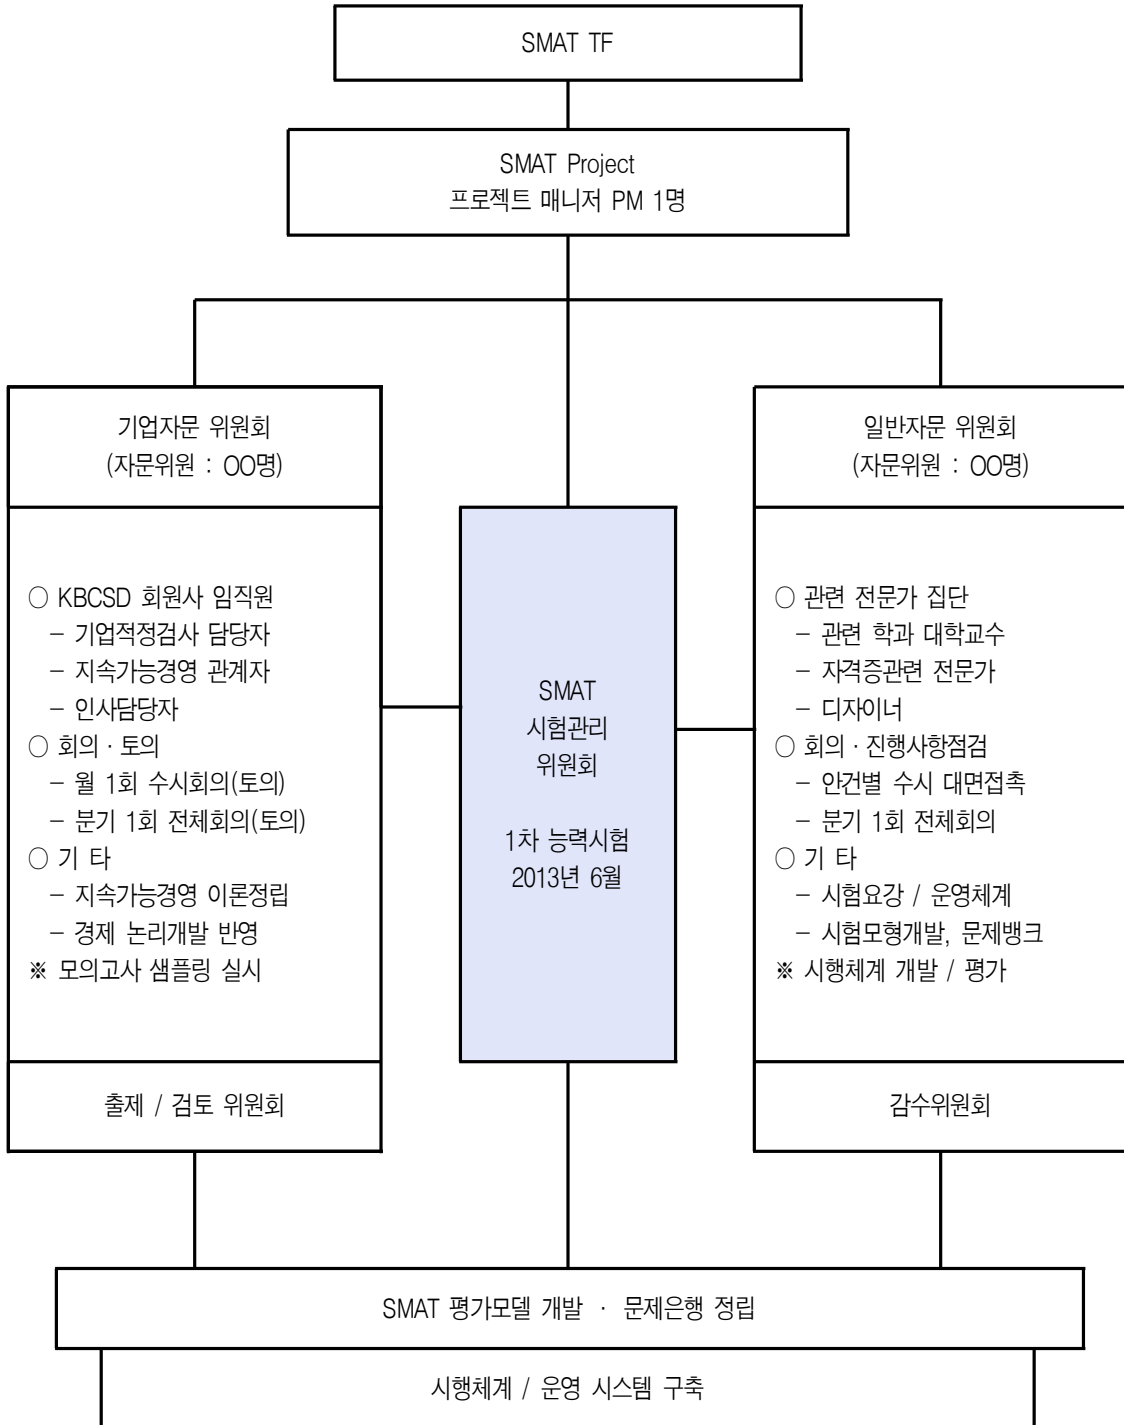 SMAT TF
SMAT Project
프로젝트 매니저 PM 1명
기업자문 위원회
(자문위원 : OO명)
○ KBCSD 회원사 임직원
- 기업적정검사 담당자
- 지속가능경영 관계자
- 인사담당자
○ 회의 · 토의
- 월 1회 수시회의(토의)
- 분기 1회 전체회의(토의)
○ 기 타
- 지속가능경영 이론정립
- 경제 논리개발 반영
※ 모의고사 샘플링 실시
출제 / 검토 위원회
SMAT
시험관리
위원회
1차 능력시험
2013년 6월
일반자문 위원회
(자문위원 : OO명)
○ 관련 전문가 집단
- 관련 학과 대학교수
- 자격증관련 전문가
- 디자이너
○ 회의 · 진행사항점검
- 안건별 수시 대면접촉
- 분기 1회 전체회의
○ 기 타
- 시험요강 / 운영체계
- 시험모형개발, 문제뱅크
※ 시행체계 개발 / 평가
감수위원회
SMAT 평가모델 개발 · 문제은행 정립
시행체계 / 운영 시스템 구축